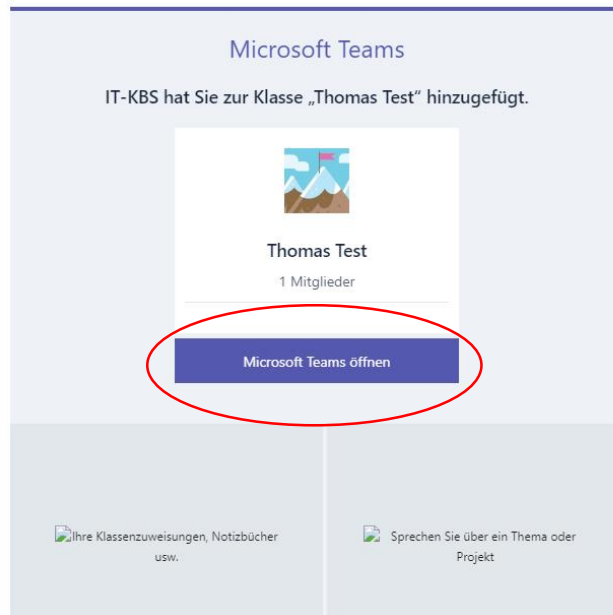 Microsoft Teams
IT-KBS hat Sie zur Klasse „Thomas Test“ hinzugefügt.
Thomas Test
1 Mitglieder
Microsoft Teams öffnen
Ihre Klassenzuweisungen, Notizbücher
usw.
Sprechen Sie über ein Thema oder
Projekt